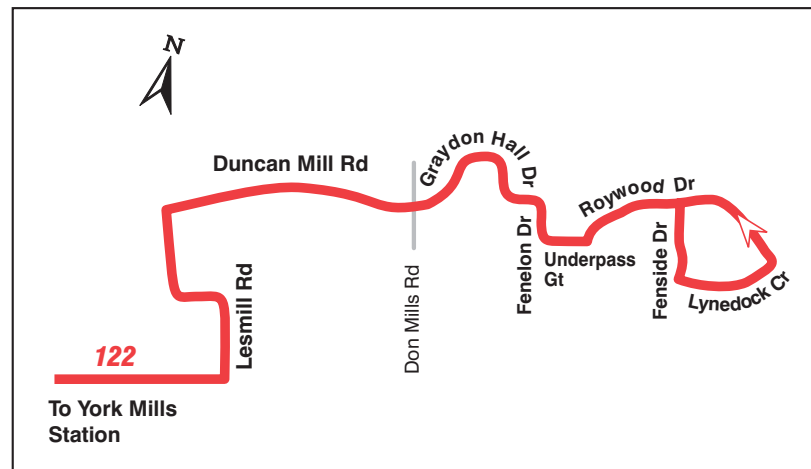 N
Duncan Mill Rd
Graydon Hall Dr
Roywood Dr
Fenelon Dr
Underpass
Gt
Fenside Dr
Lynedock Cr
Lesmill Rd
Don Mills Rd
122
To York Mills
Station